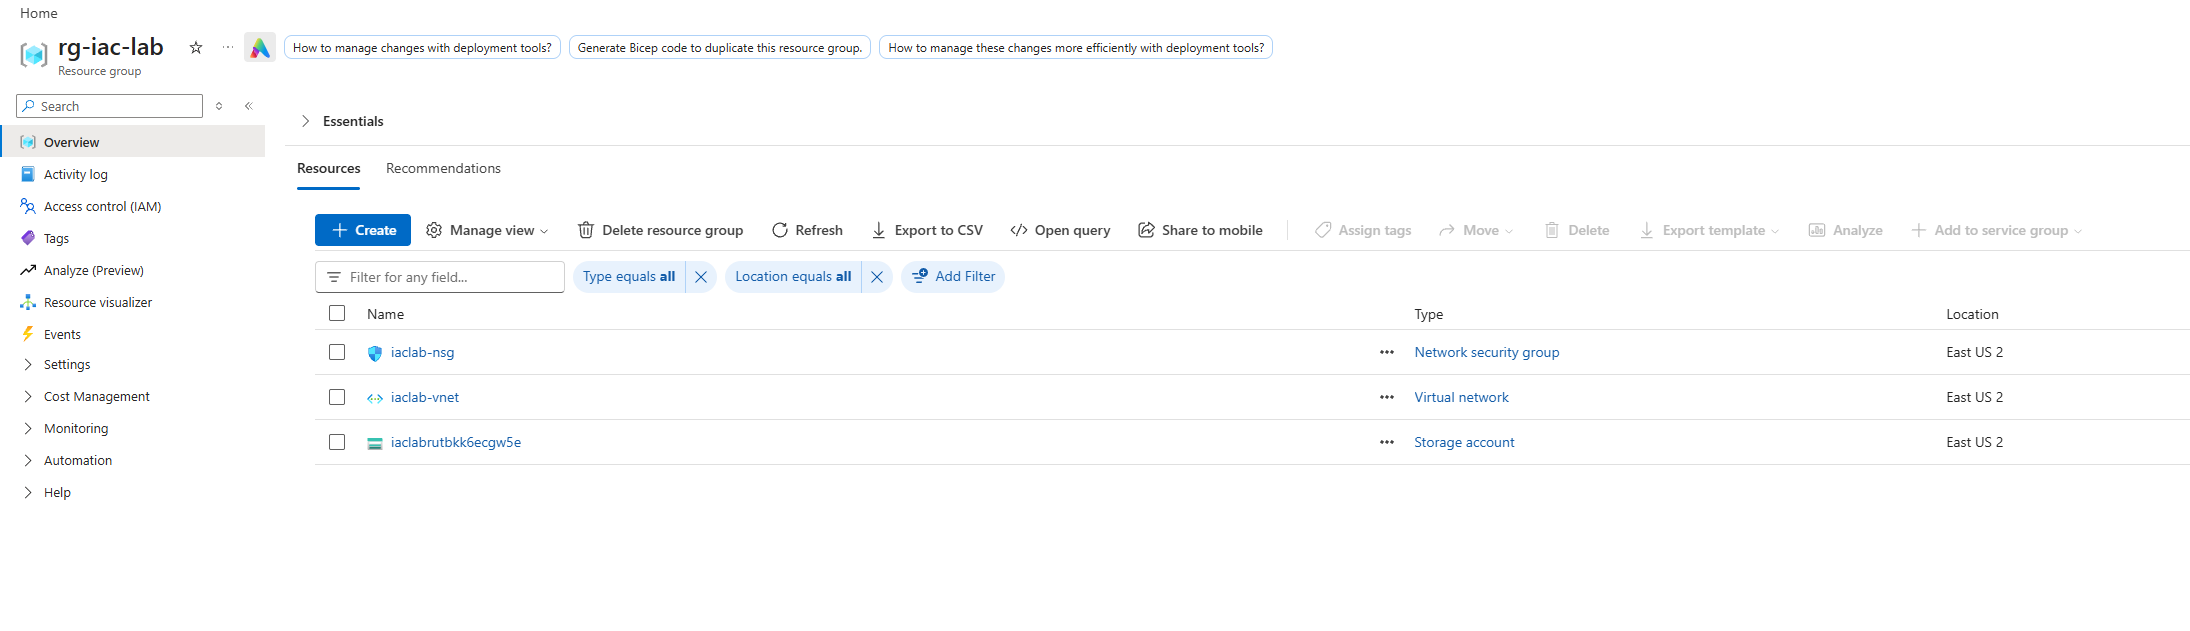 Home
rg-iac-lab
How to manage changes with deployment tools?
Generate Bicep code to duplicate this resource group.
How to manage these changes more efficiently with deployment tools?
Resource group
Search
Overview
Activity log
Access control (IAM)
Tags
Analyze (Preview)
Resource visualizer
Events
Settings
Cost Management
Monitoring
Automation
Help
Essentials
Resources Recommendations
Create Manage view Delete resource group Refresh Export to CSV Open query Share to mobile Assign tags Move Delete Export template Analyze Add to service group
Filter for any field... Type equals all Location equals all Add Filter
Name Type Location
iaclab-nsg Network security group East US 2
iaclab-vnet Virtual network East US 2
iaclabrutbkk6ecgw5e Storage account East US 2